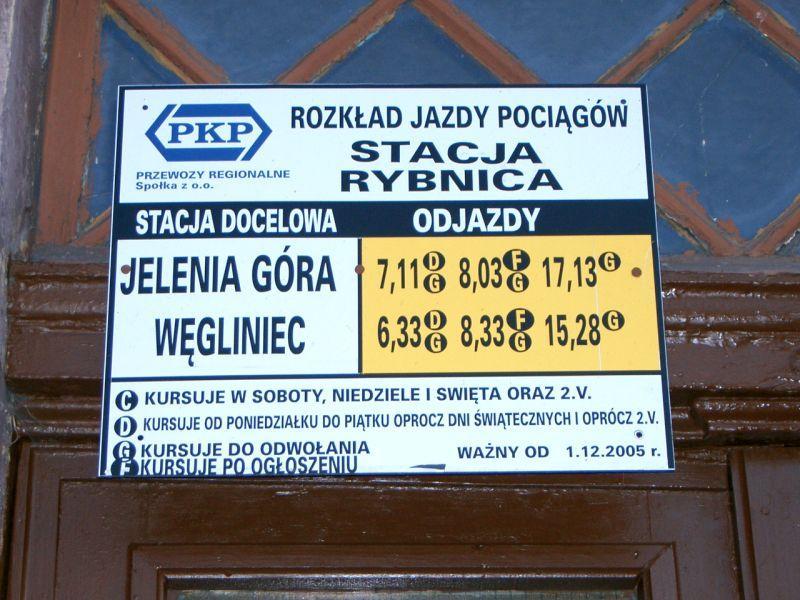 PKP
PRZEWOZY REGIONALNE
Spółka z o.o.
ROZKŁAD JAZDY POCIĄGÓW
STACJA
RYBNICA
STACJA DOCELOWA ODJAZDY
JELENIA GÓRA 7,11 D G 8,03 F G 17,13 G
WĘGLINIEC 6,33 D G 8,33 F G 15,28 G
C KURSUJE W SOBOTY, NIEDZIELE I SWIĘTA ORAZ 2.V.
D KURSUJE OD PONIEDZIAŁKU DO PIĄTKU OPROCZ DNI ŚWIĄTECZNYCH I OPRÓCZ 2.V.
G KURSUJE DO ODWOŁANIA WAŻNY OD 1.12.2005 r.
F KURSUJE PO OGŁOSZENIU